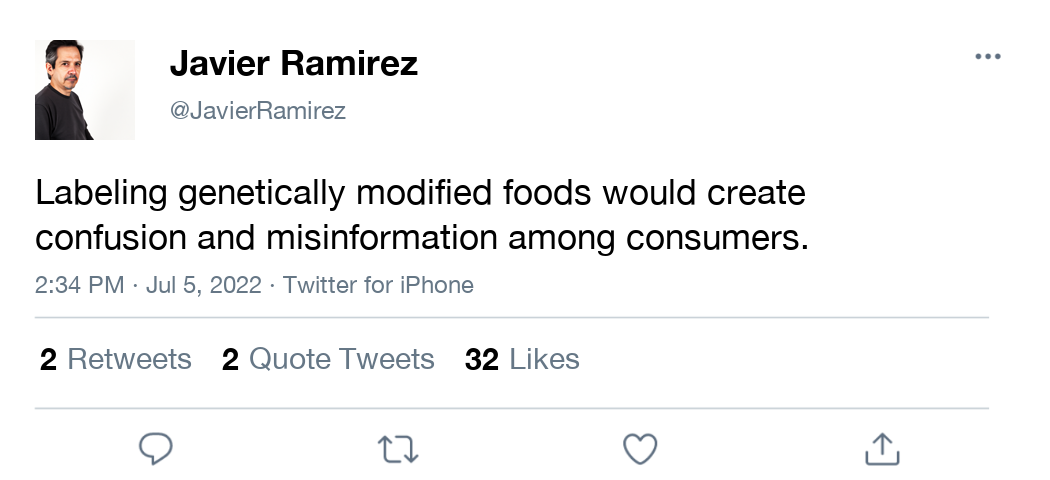 Javier Ramirez
@JavierRamirez
Labeling genetically modified foods would create
confusion and misinformation among consumers.
2:34 PM · Jul 5, 2022 · Twitter for iPhone
2 Retweets 2 Quote Tweets 32 Likes